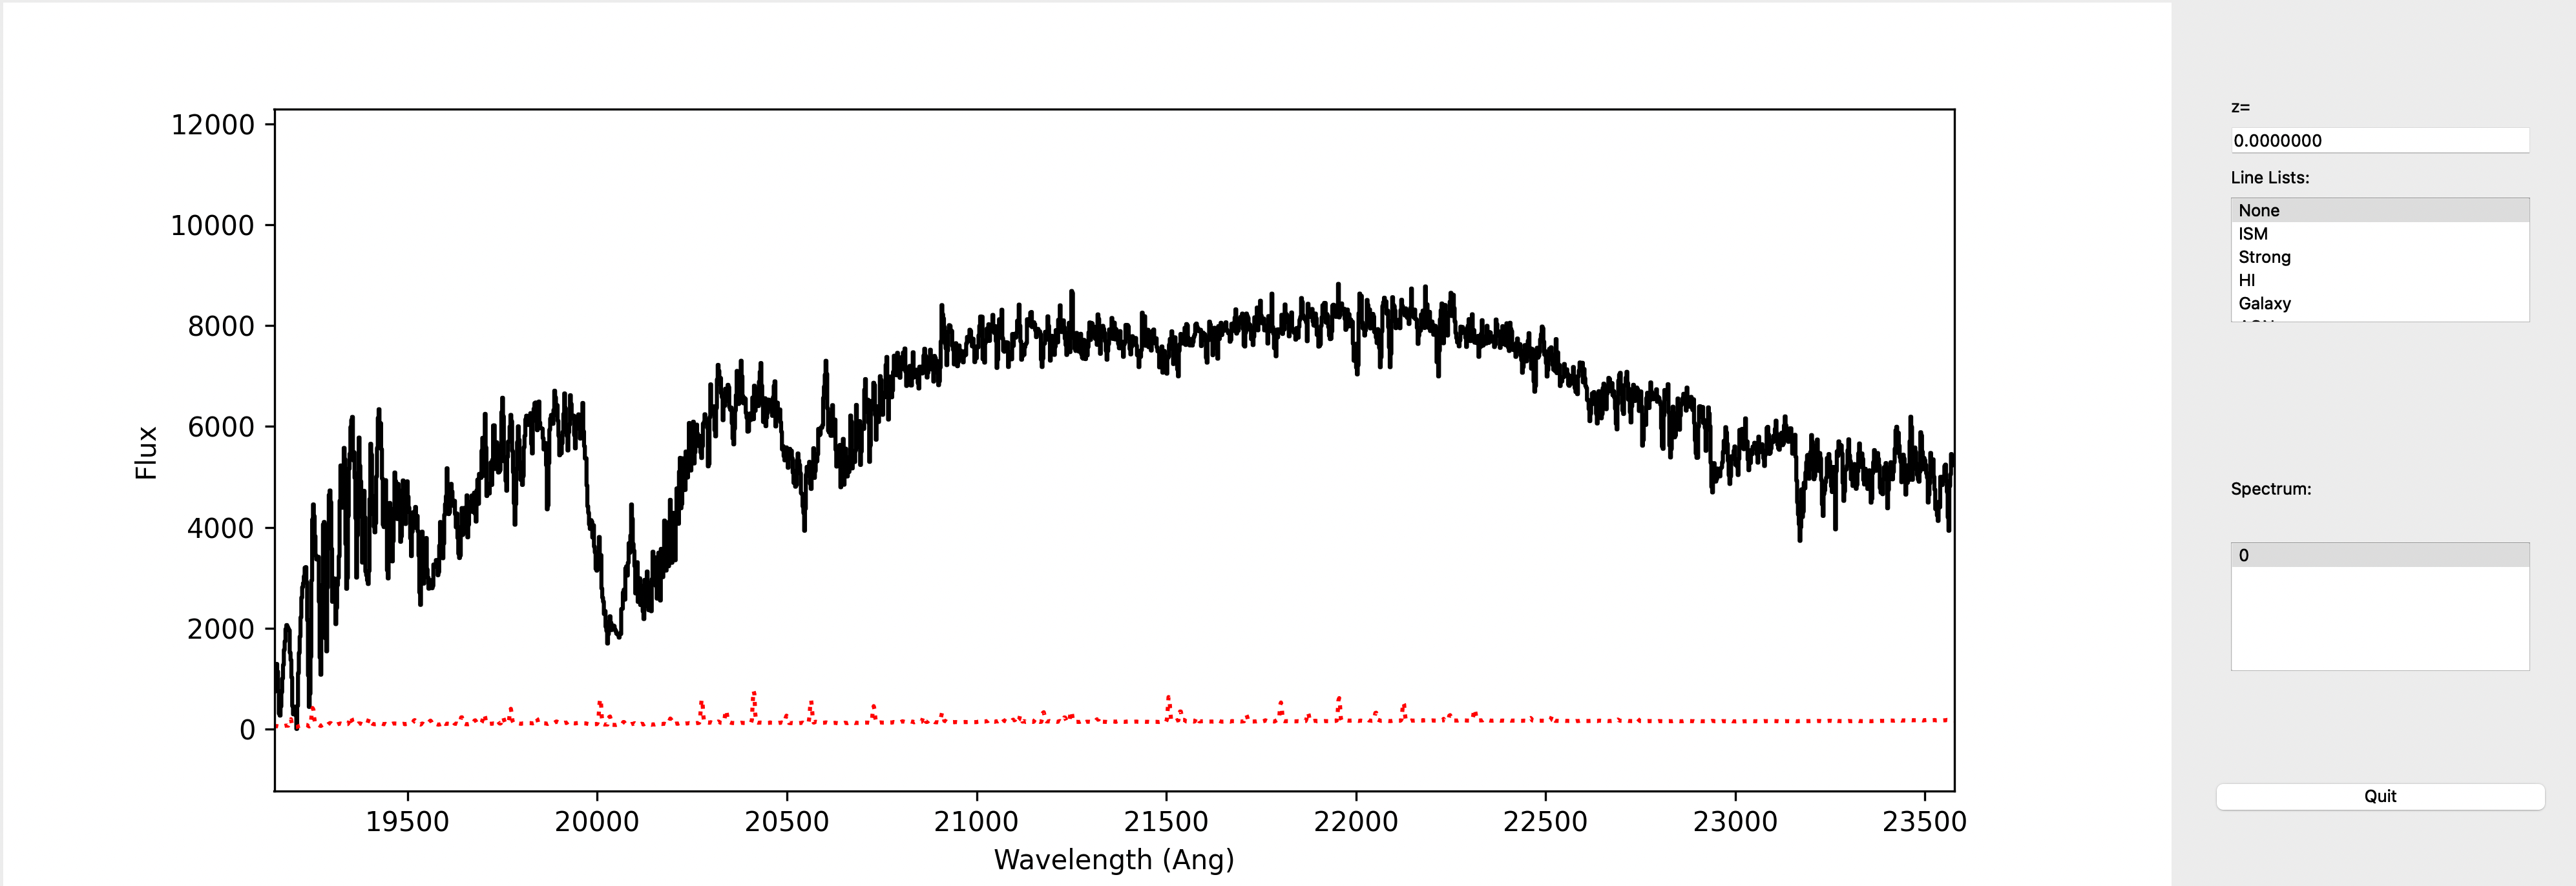 12000
10000
8000
6000
4000
2000
0
Flux
19500 20000 20500 21000 21500 22000 22500 23000 23500
Wavelength (Ang)
z=
0.0000000
Line Lists:
None
ISM
Strong
HI
Galaxy
Spectrum:
0
Quit